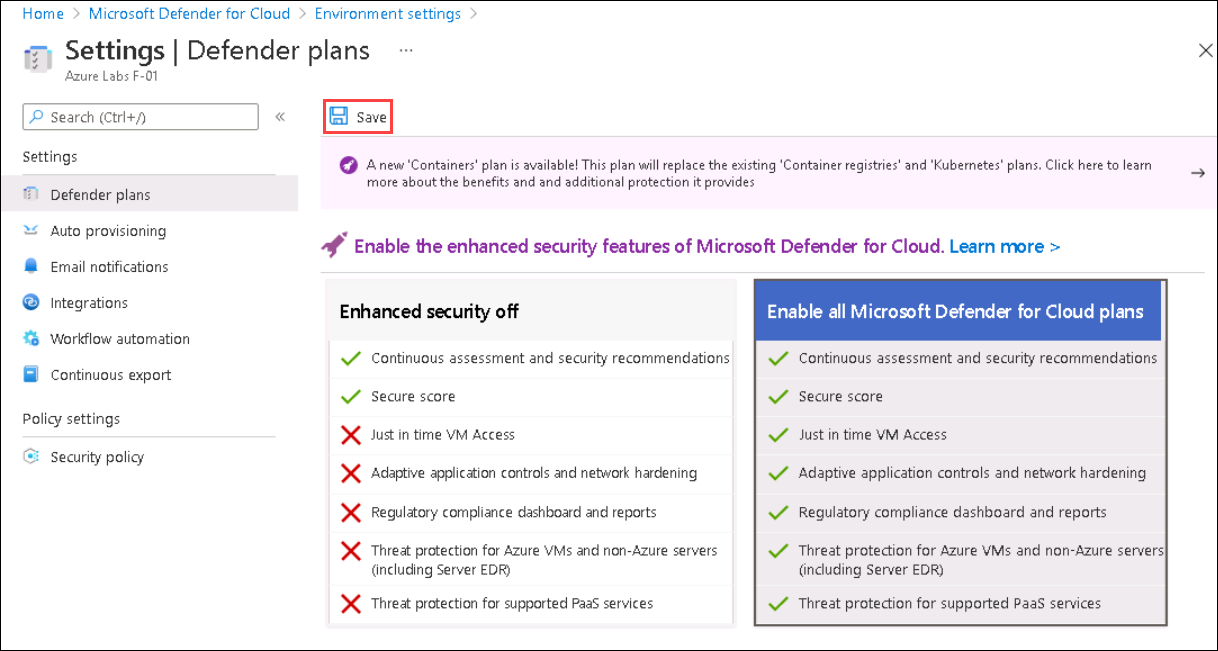 Home > Microsoft Defender for Cloud > Environment settings >
Settings | Defender plans ...
Azure Labs F-01
Search (Ctrl+/)
«
Settings
Defender plans
Auto provisioning
Email notifications
Integrations
Workflow automation
Continuous export
Policy settings
Security policy
Save
A new 'Containers' plan is available! This plan will replace the existing 'Container registries' and 'Kubernetes' plans. Click here to learn
more about the benefits and and additional protection it provides
Enable the enhanced security features of Microsoft Defender for Cloud. Learn more >
Enhanced security off
Continuous assessment and security recommendations
Secure score
Just in time VM Access
Adaptive application controls and network hardening
Regulatory compliance dashboard and reports
Threat protection for Azure VMs and non-Azure servers
(including Server EDR)
Threat protection for supported PaaS services
Enable all Microsoft Defender for Cloud plans
Continuous assessment and security recommendations
Secure score
Just in time VM Access
Adaptive application controls and network hardening
Regulatory compliance dashboard and reports
Threat protection for Azure VMs and non-Azure servers
(including Server EDR)
Threat protection for supported PaaS services